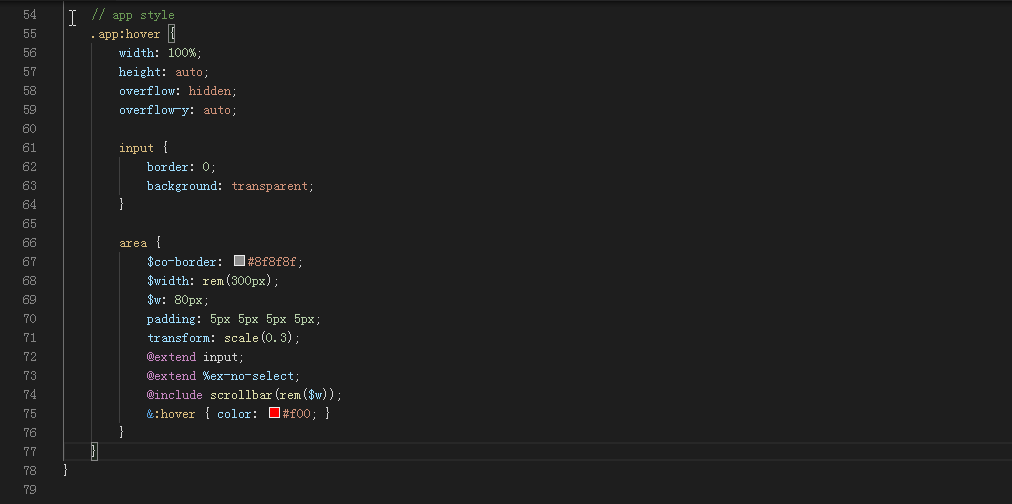 54    // app style
55    .app:hover {
56        width: 100%;
57        height: auto;
58        overflow: hidden;
59        overflow-y: auto;
60
61        input {
62            border: 0;
63            background: transparent;
64        }
65
66        area {
67            $co-border: #8f8f8f;
68            $width: rem(300px);
69            $w: 80px;
70            padding: 5px 5px 5px 5px;
71            transform: scale(0.3);
72            @extend input;
73            @extend %ex-no-select;
74            @include scrollbar(rem($w));
75            &:hover { color: #f00; }
76        }
77    }
78 }
79